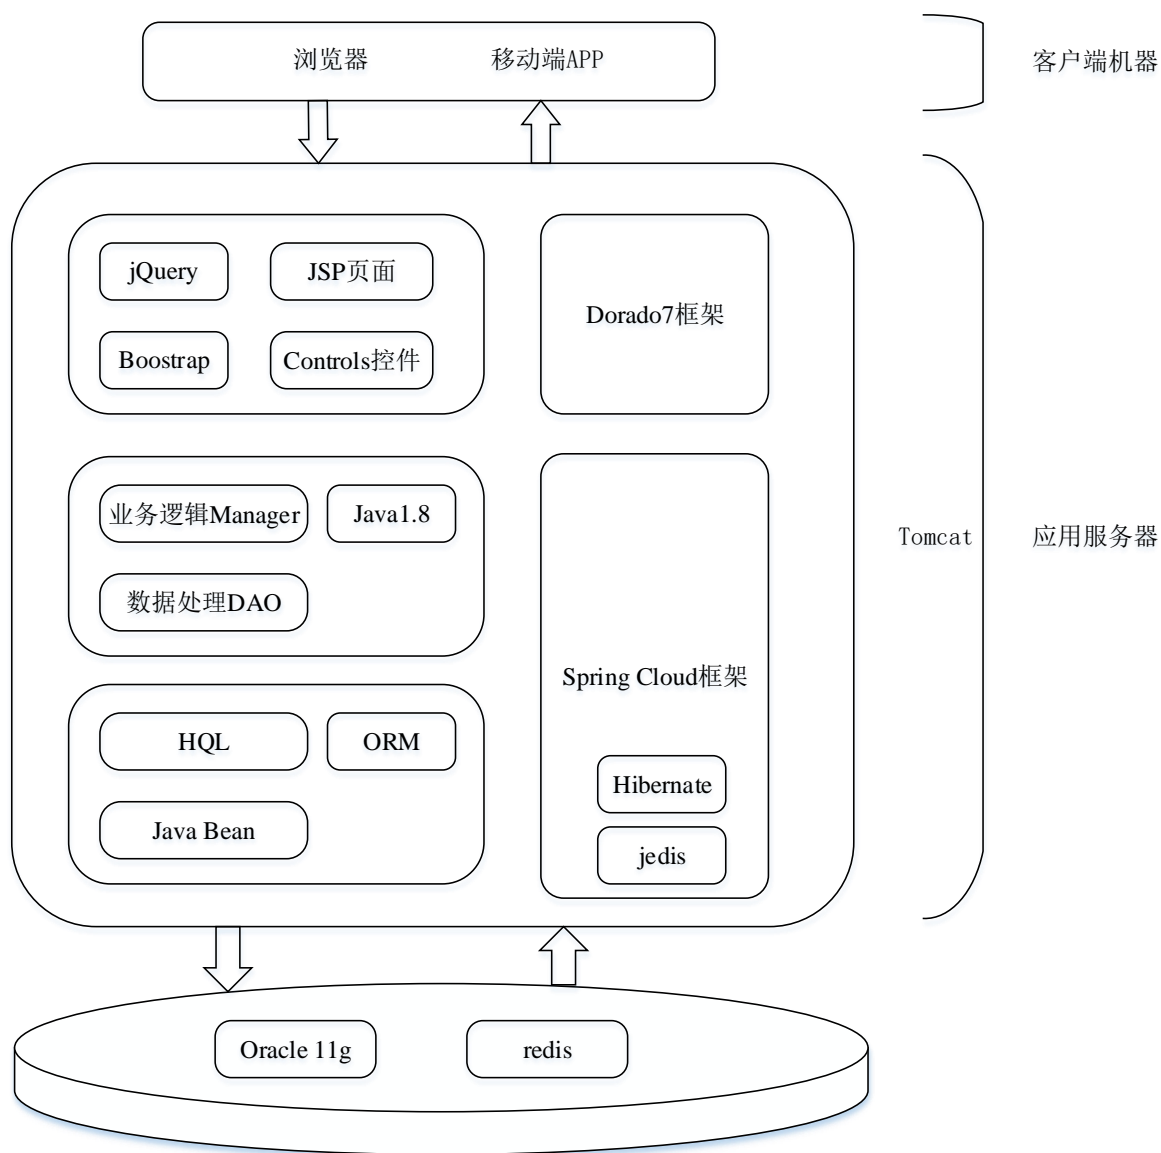 浏览器
移动端APP
客户端机器
jQuery
JSP页面
Boostrap
Controls控件
Dorado7框架
业务逻辑Manager
Java1.8
数据处理DAO
Tomcat
应用服务器
Spring Cloud框架
HQL
ORM
Java Bean
Hibernate
jedis
Oracle 11g
redis